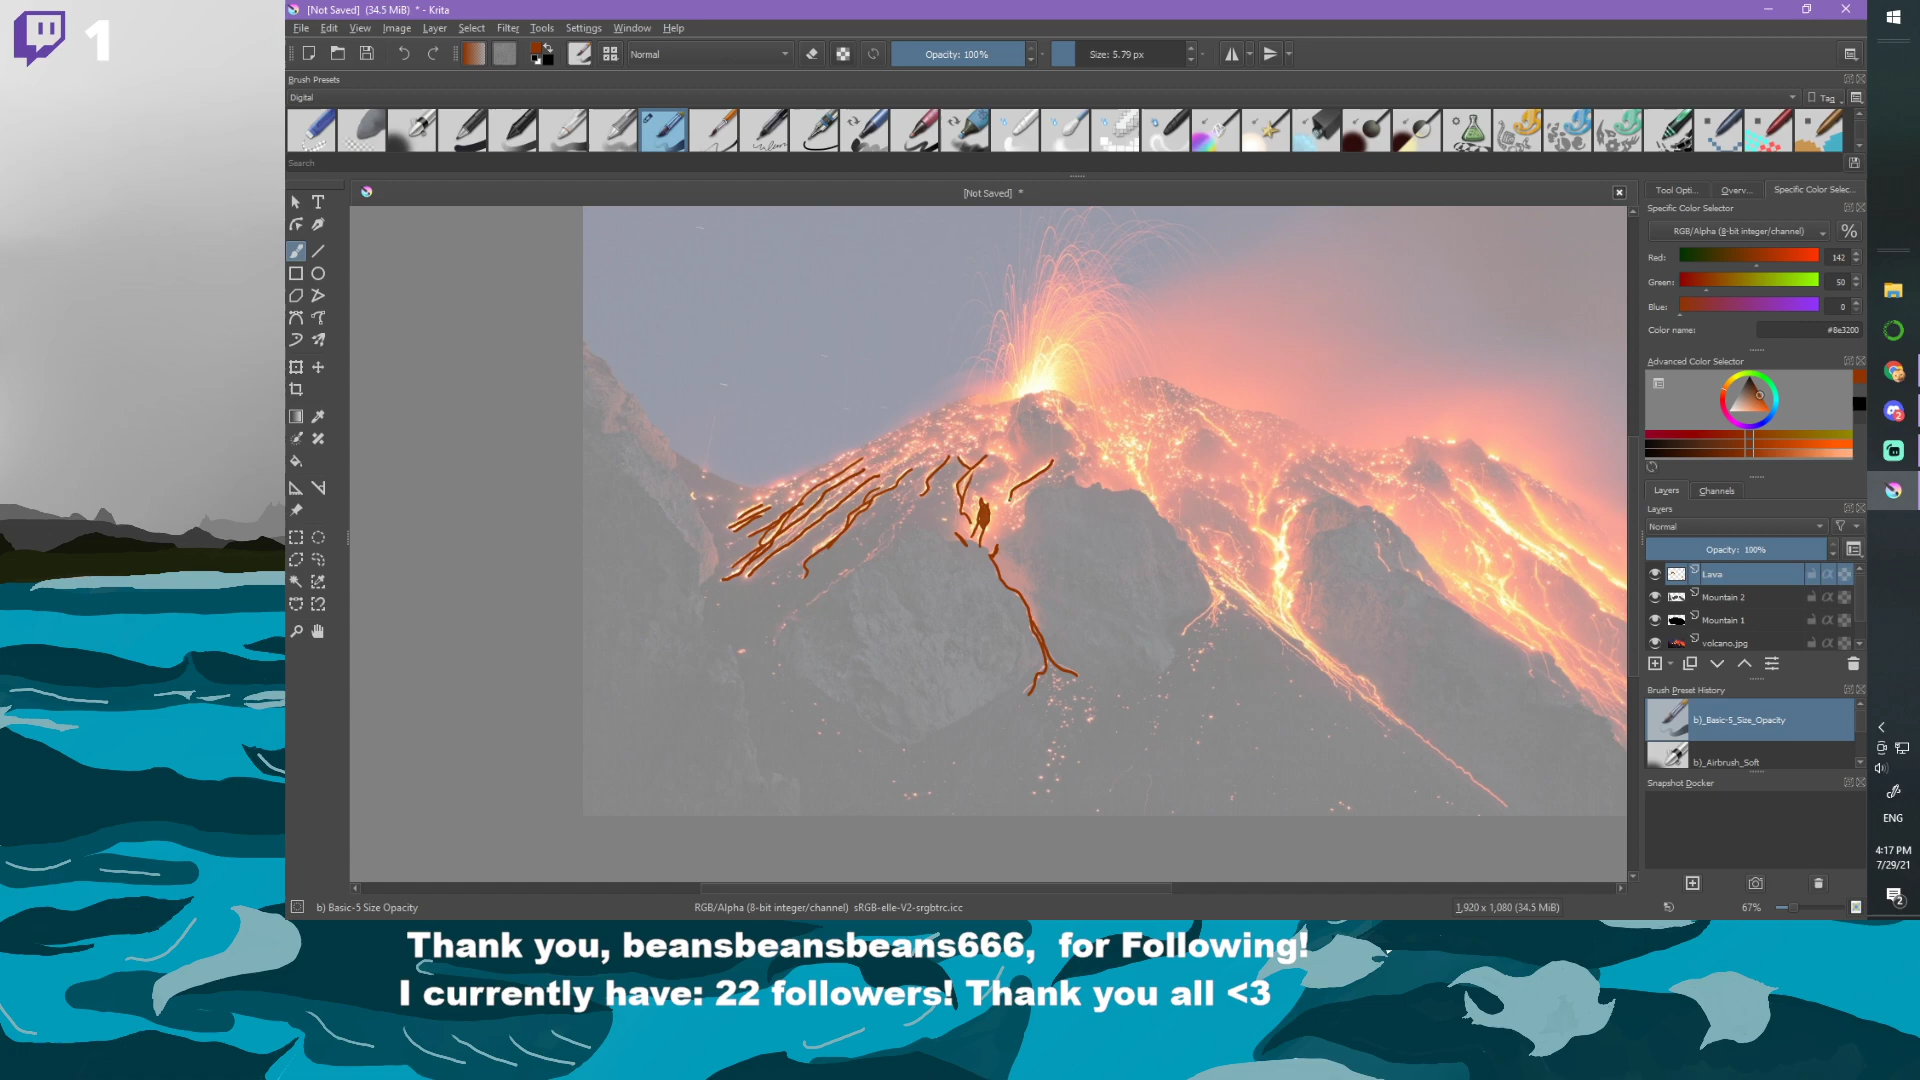 1
[Not Saved] (34.5 MiB) * - Krita
File Edit View Image Layer Select Filter Tools Settings Window Help
Normal
Opacity: 100%
Size: 5.79 px
Brush Presets
Digital
Tag
Search
[Not Saved] *
Tool Opti... Overv... Specific Color Selec...
Specific Color Selector
RGB/Alpha (8-bit integer/channel)
%
Red: 142
Green: 50
Blue: 0
Color name: #8e3200
Advanced Color Selector
Layers Channels
Layers
Normal
Opacity: 100%
Lava
Mountain 2
Mountain 1
volcano.jpg
Brush Preset History
b)_Basic-5_Size_Opacity
b)_Airbrush_Soft
Snapshot Docker
ENG
4:17 PM
7/29/21
2
b) Basic-5 Size Opacity
RGB/Alpha (8-bit integer/channel) sRGB-elle-V2-srgbtrc.icc
1,920 x 1,080 (34.5 MiB)
67%
Thank you, beansbeansbeans666, for Following!
I currently have: 22 followers! Thank you all <3